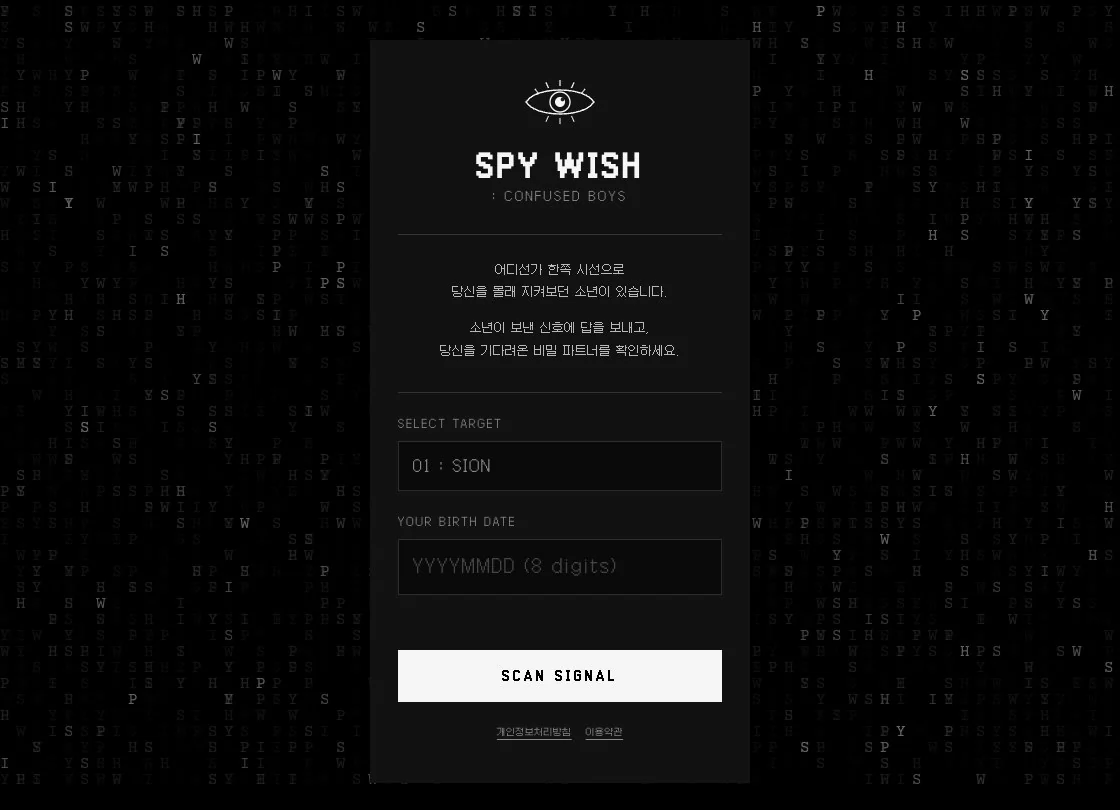 SPY WISH
: CONFUSED BOYS
어디선가 한쪽 시선으로
당신을 몰래 지켜보던 소년이 있습니다.
소년이 보낸 신호에 답을 보내고,
당신을 기다려온 비밀 파트너를 확인하세요.
SELECT TARGET
01 : SION
YOUR BIRTH DATE
YYYYMMDD (8 digits)
SCAN SIGNAL
개인정보처리방침 이용약관